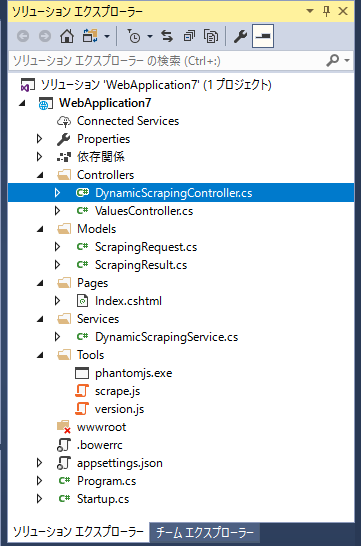 ソリューション エクスプローラー
ソリューション エクスプローラー の検索 (Ctrl+;)
ソリューション 'WebApplication7' (1 プロジェクト)
WebApplication7
Connected Services
Properties
依存関係
Controllers
DynamicScrapingController.cs
ValuesController.cs
Models
ScrapingRequest.cs
ScrapingResult.cs
Pages
Index.cshtml
Services
DynamicScrapingService.cs
Tools
phantomjs.exe
scrape.js
version.js
wwwroot
.bowerrc
appsettings.json
Program.cs
Startup.cs
ソリューション エクスプローラー チーム エクスプローラー